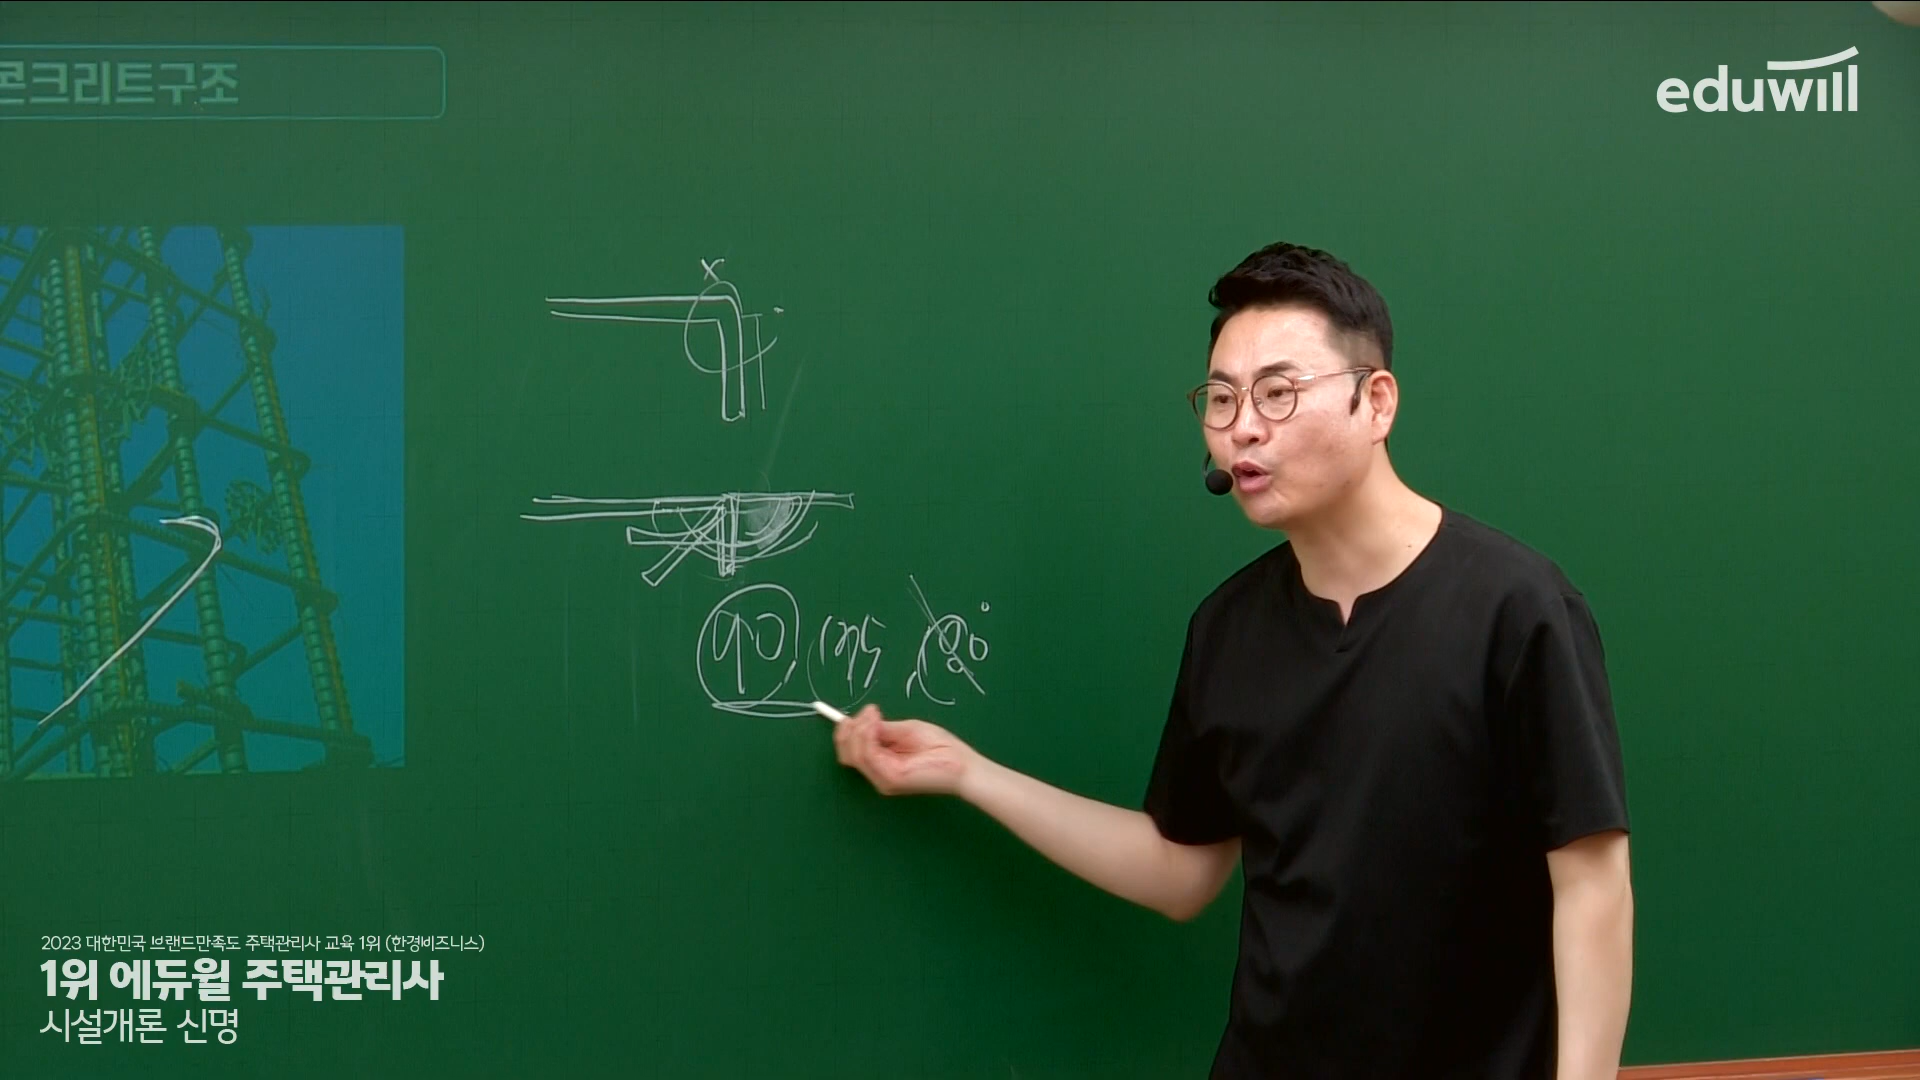 콘크리트구조
eduwill
x
90, 135, 180°
2023 대한민국 브랜드만족도 주택관리사 교육 1위 (한경비즈니스)
1위 에듀윌 주택관리사
시설개론 신명